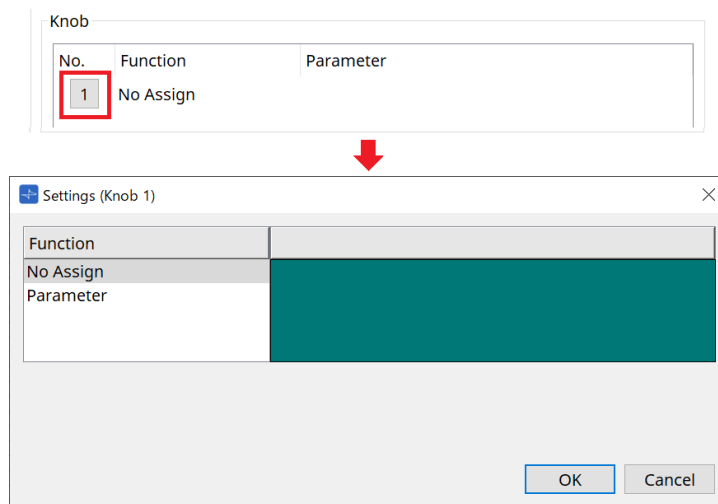 Knob
No. Function Parameter
1 No Assign
Settings (Knob 1)
Function
No Assign
Parameter
OK Cancel